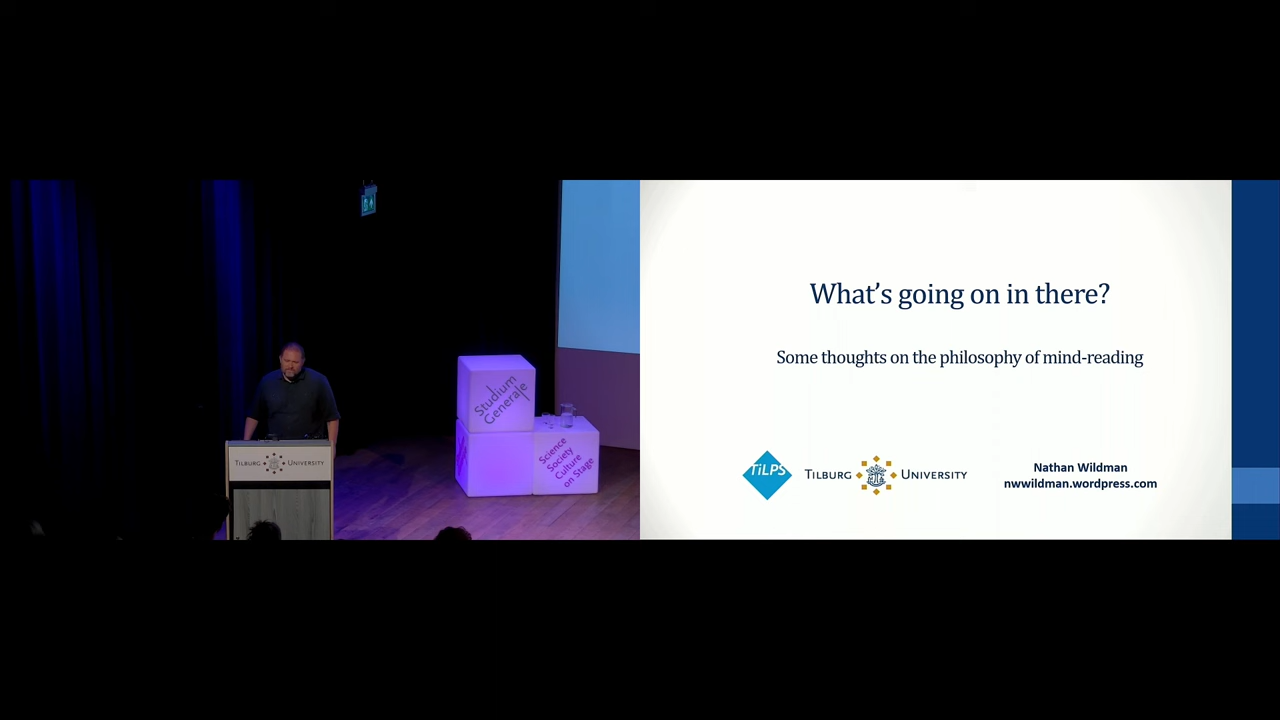 TILBURG UNIVERSITY
Studium
Generale
Science
Society
Culture
on Stage
What's going on in there?
Some thoughts on the philosophy of mind-reading
TiLPS
TILBURG UNIVERSITY
Nathan Wildman
nwwildman.wordpress.com